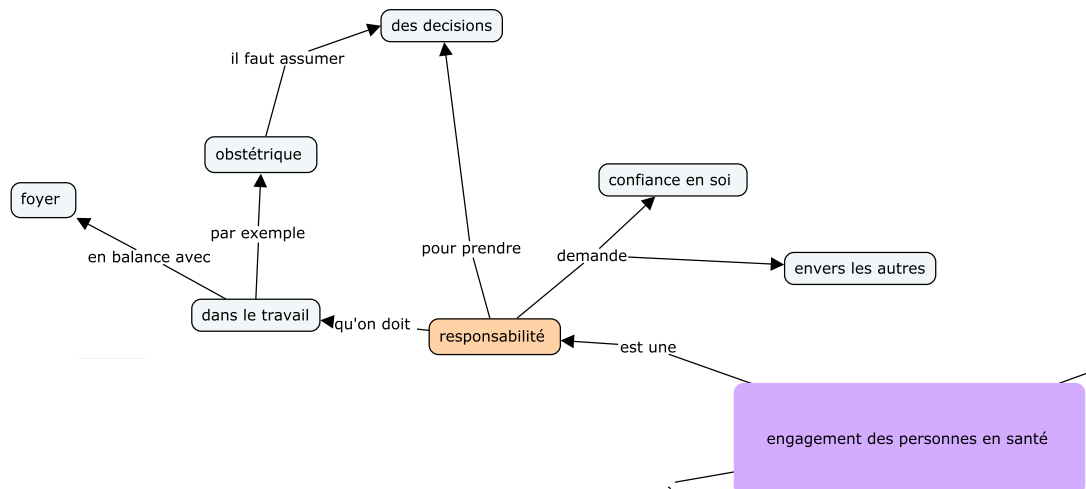 des decisions
il faut assumer
obstétrique
confiance en soi
foyer
par exemple
pour prendre
en balance avec
demande
envers les autres
dans le travail
qu'on doit
responsabilité
est une
engagement des personnes en santé